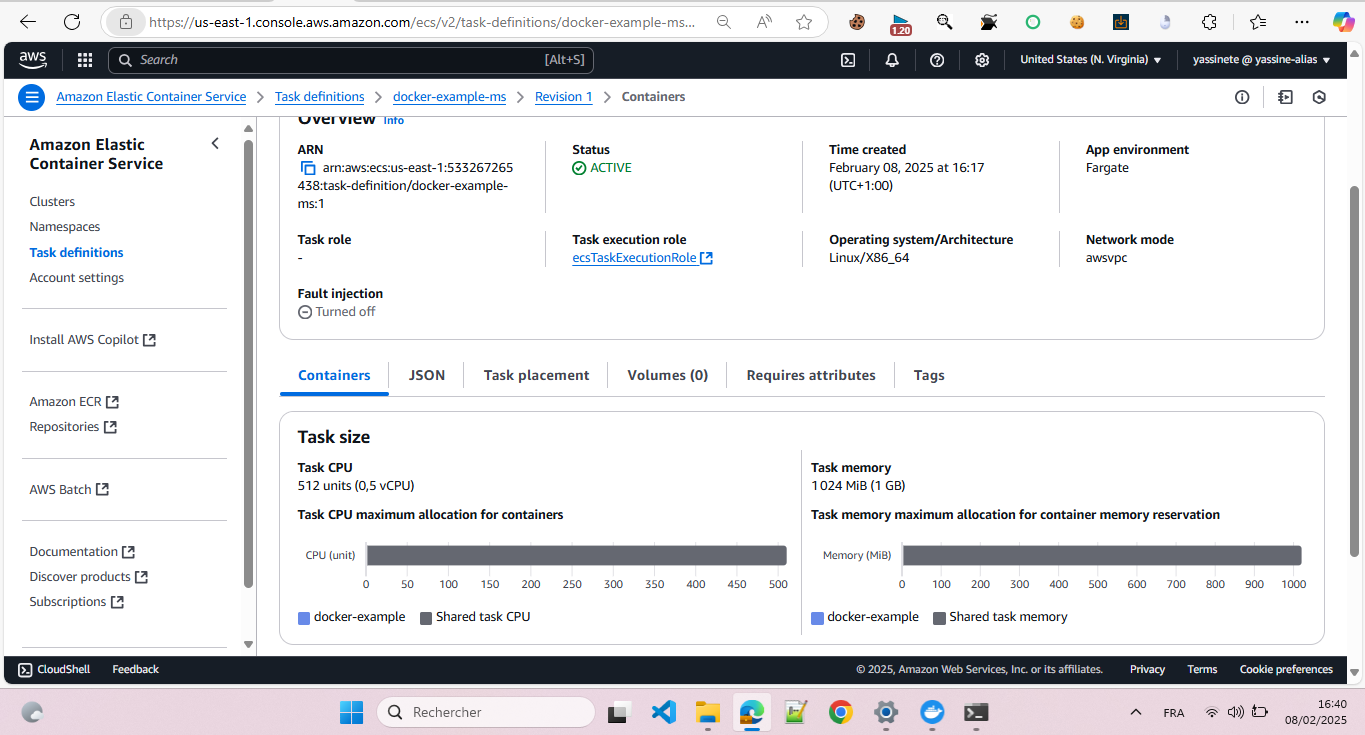 https://us-east-1.console.aws.amazon.com/ecs/v2/task-definitions/docker-example-ms...
1.20
aws
Search
[Alt+S]
United States (N. Virginia)
yassinete @ yassine-alias
Amazon Elastic Container Service
Task definitions
docker-example-ms
Revision 1
Containers
Amazon Elastic
Container Service
Clusters
Namespaces
Task definitions
Account settings
Install AWS Copilot
Amazon ECR
Repositories
AWS Batch
Documentation
Discover products
Subscriptions
Overview Info
ARN
arn:aws:ecs:us-east-1:533267265
438:task-definition/docker-example-
ms:1
Status
ACTIVE
Time created
February 08, 2025 at 16:17
(UTC+1:00)
App environment
Fargate
Task role
-
Task execution role
ecsTaskExecutionRole
Operating system/Architecture
Linux/X86_64
Network mode
awsvpc
Fault injection
Turned off
Containers
JSON
Task placement
Volumes (0)
Requires attributes
Tags
Task size
Task CPU
512 units (0,5 vCPU)
Task CPU maximum allocation for containers
CPU (unit)
0 50 100 150 200 250 300 350 400 450 500
docker-example Shared task CPU
Task memory
1 024 MiB (1 GB)
Task memory maximum allocation for container memory reservation
Memory (MiB)
0 100 200 300 400 500 600 700 800 900 1000
docker-example Shared task memory
CloudShell
Feedback
© 2025, Amazon Web Services, Inc. or its affiliates.
Privacy
Terms
Cookie preferences
Rechercher
FRA
16:40
08/02/2025